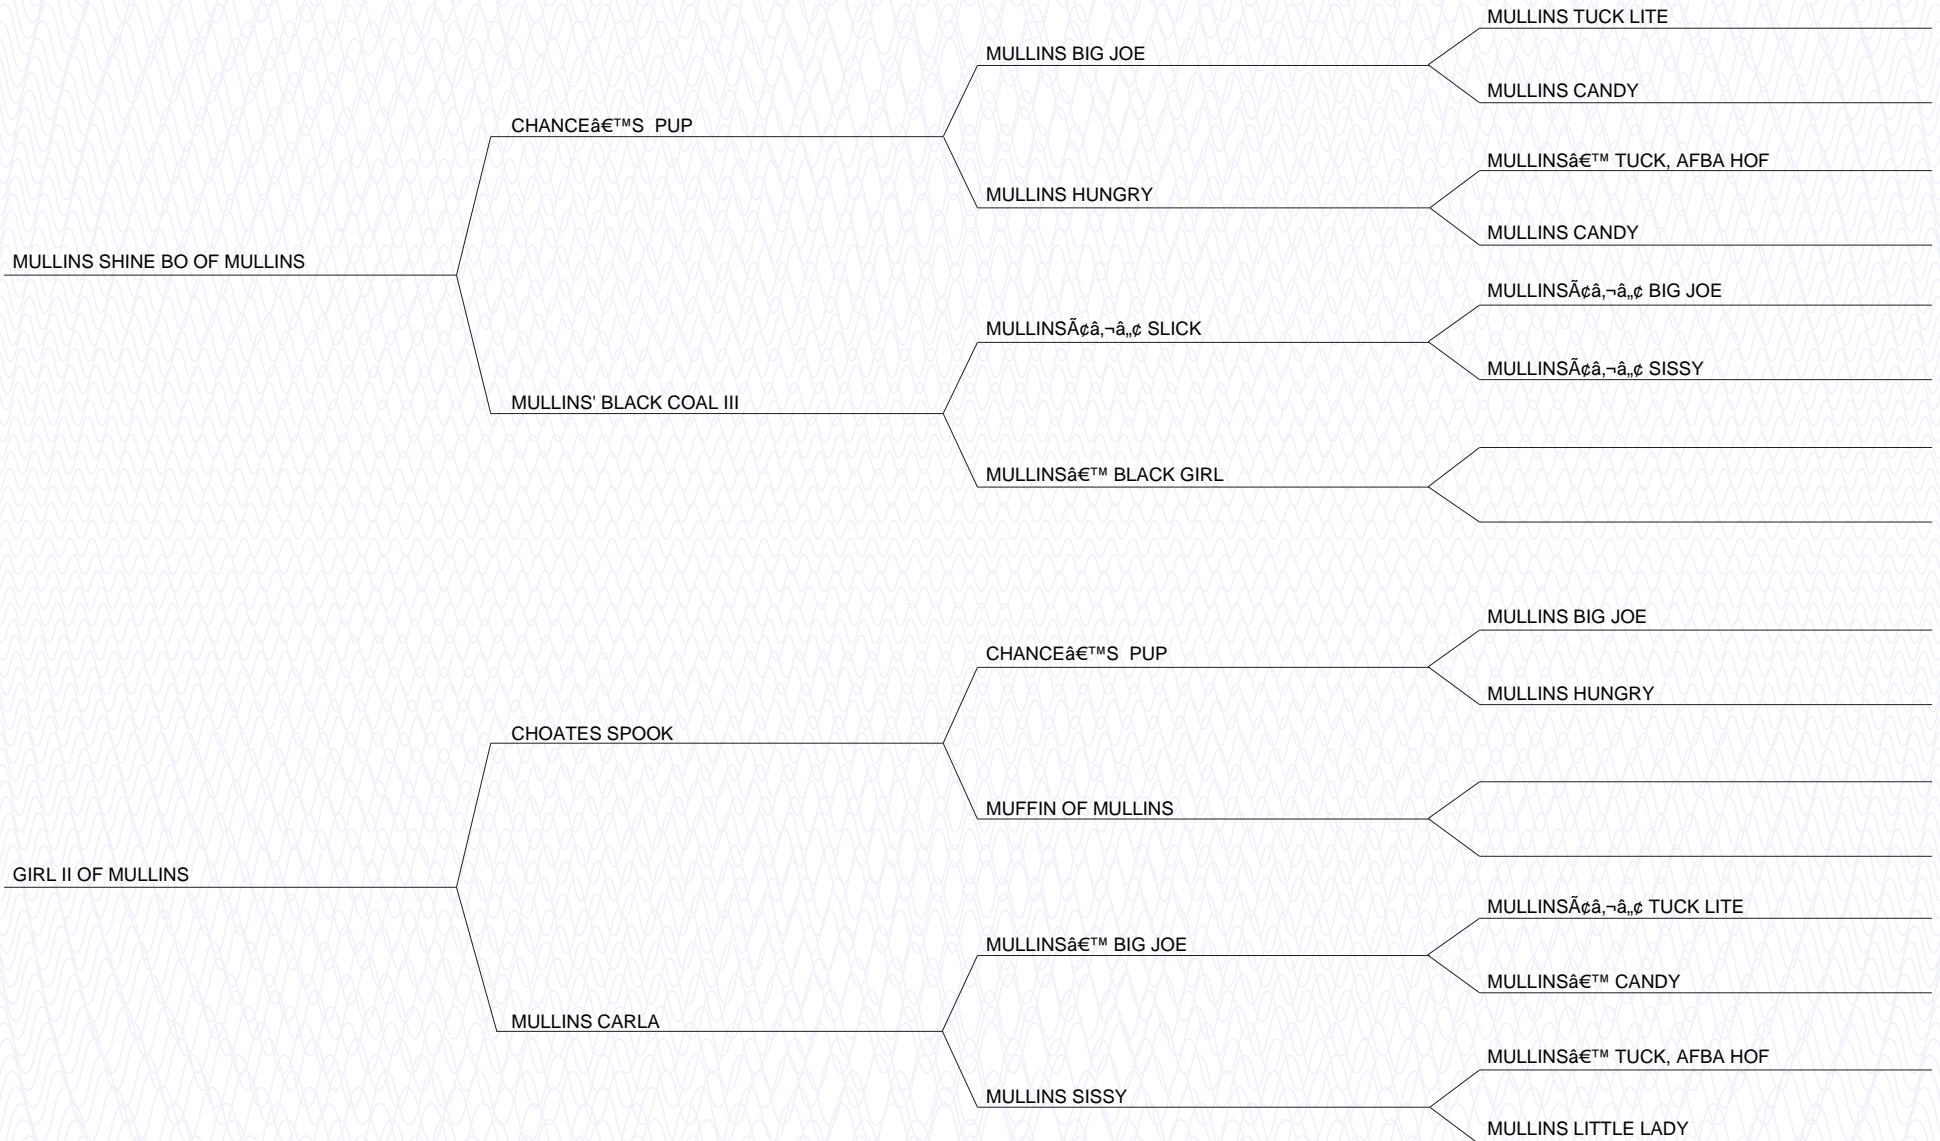 MULLINS TUCK LITE
MULLINS BIG JOE
MULLINS CANDY
CHANCEâ€™S  PUP
MULLINSâ€™ TUCK, AFBA HOF
MULLINS HUNGRY
MULLINS CANDY
MULLINS SHINE BO OF MULLINS
MULLINSÃ¢â‚¬â„¢ BIG JOE
MULLINSÃ¢â‚¬â„¢ SLICK
MULLINSÃ¢â‚¬â„¢ SISSY
MULLINS' BLACK COAL III
MULLINSâ€™ BLACK GIRL
MULLINS BIG JOE
CHANCEâ€™S  PUP
MULLINS HUNGRY
CHOATES SPOOK
MUFFIN OF MULLINS
GIRL II OF MULLINS
MULLINSÃ¢â‚¬â„¢ TUCK LITE
MULLINSâ€™ BIG JOE
MULLINSâ€™ CANDY
MULLINS CARLA
MULLINSâ€™ TUCK, AFBA HOF
MULLINS SISSY
MULLINS LITTLE LADY